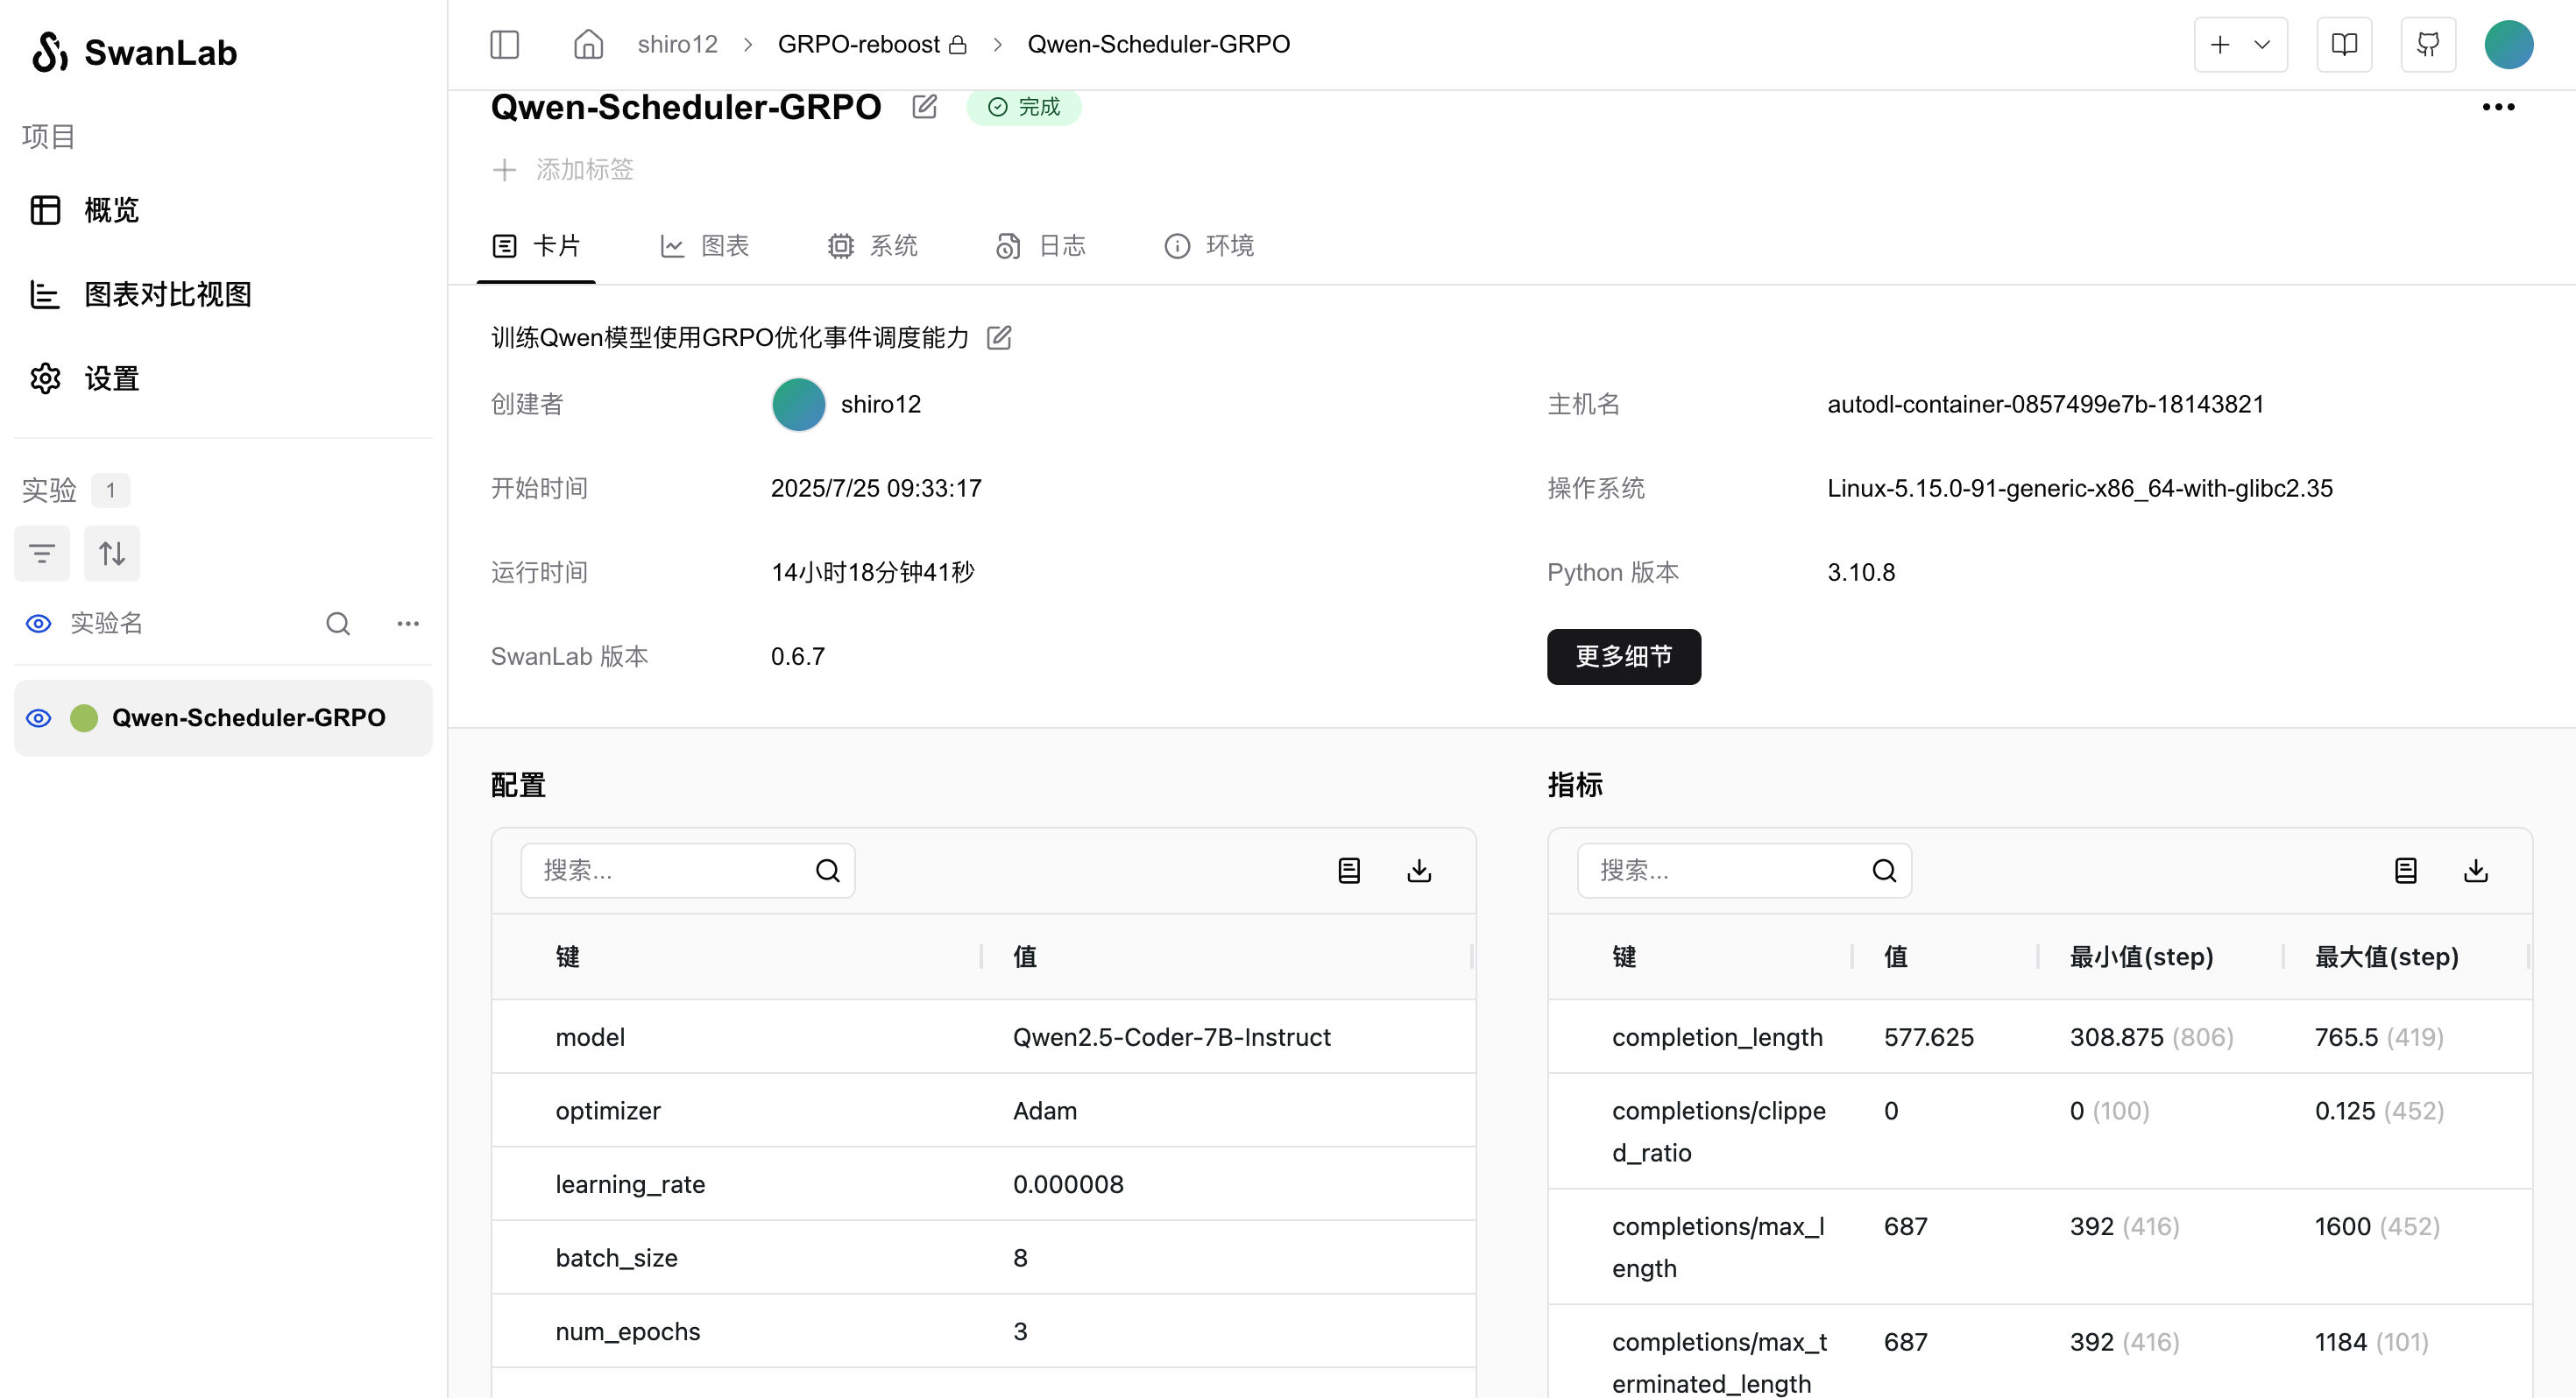 SwanLab
项目
概览
图表对比视图
设置
实验 1
实验名
Qwen-Scheduler-GRPO
shiro12 > GRPO-reboost > Qwen-Scheduler-GRPO
Qwen-Scheduler-GRPO 完成
添加标签
卡片 图表 系统 日志 环境
训练Qwen模型使用GRPO优化事件调度能力
创建者 shiro12 主机名 autodl-container-0857499e7b-18143821
开始时间 2025/7/25 09:33:17 操作系统 Linux-5.15.0-91-generic-x86_64-with-glibc2.35
运行时间 14小时18分钟41秒 Python 版本 3.10.8
SwanLab 版本 0.6.7 更多细节
配置
搜索...
键 值
model Qwen2.5-Coder-7B-Instruct
optimizer Adam
learning_rate 0.000008
batch_size 8
num_epochs 3
指标
搜索...
键 值 最小值(step) 最大值(step)
completion_length 577.625 308.875 (806) 765.5 (419)
completions/clippe 0 0 (100) 0.125 (452)
d_ratio
completions/max_l 687 392 (416) 1600 (452)
ength
completions/max_t 687 392 (416) 1184 (101)
erminated_length